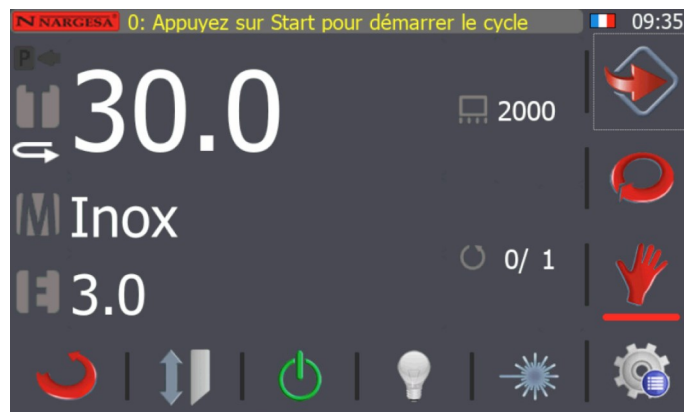 NARGESA 0: Appuyez sur Start pour démarrer le cycle 09:35
P
30.0
2000
M Inox
0/ 1
3.0